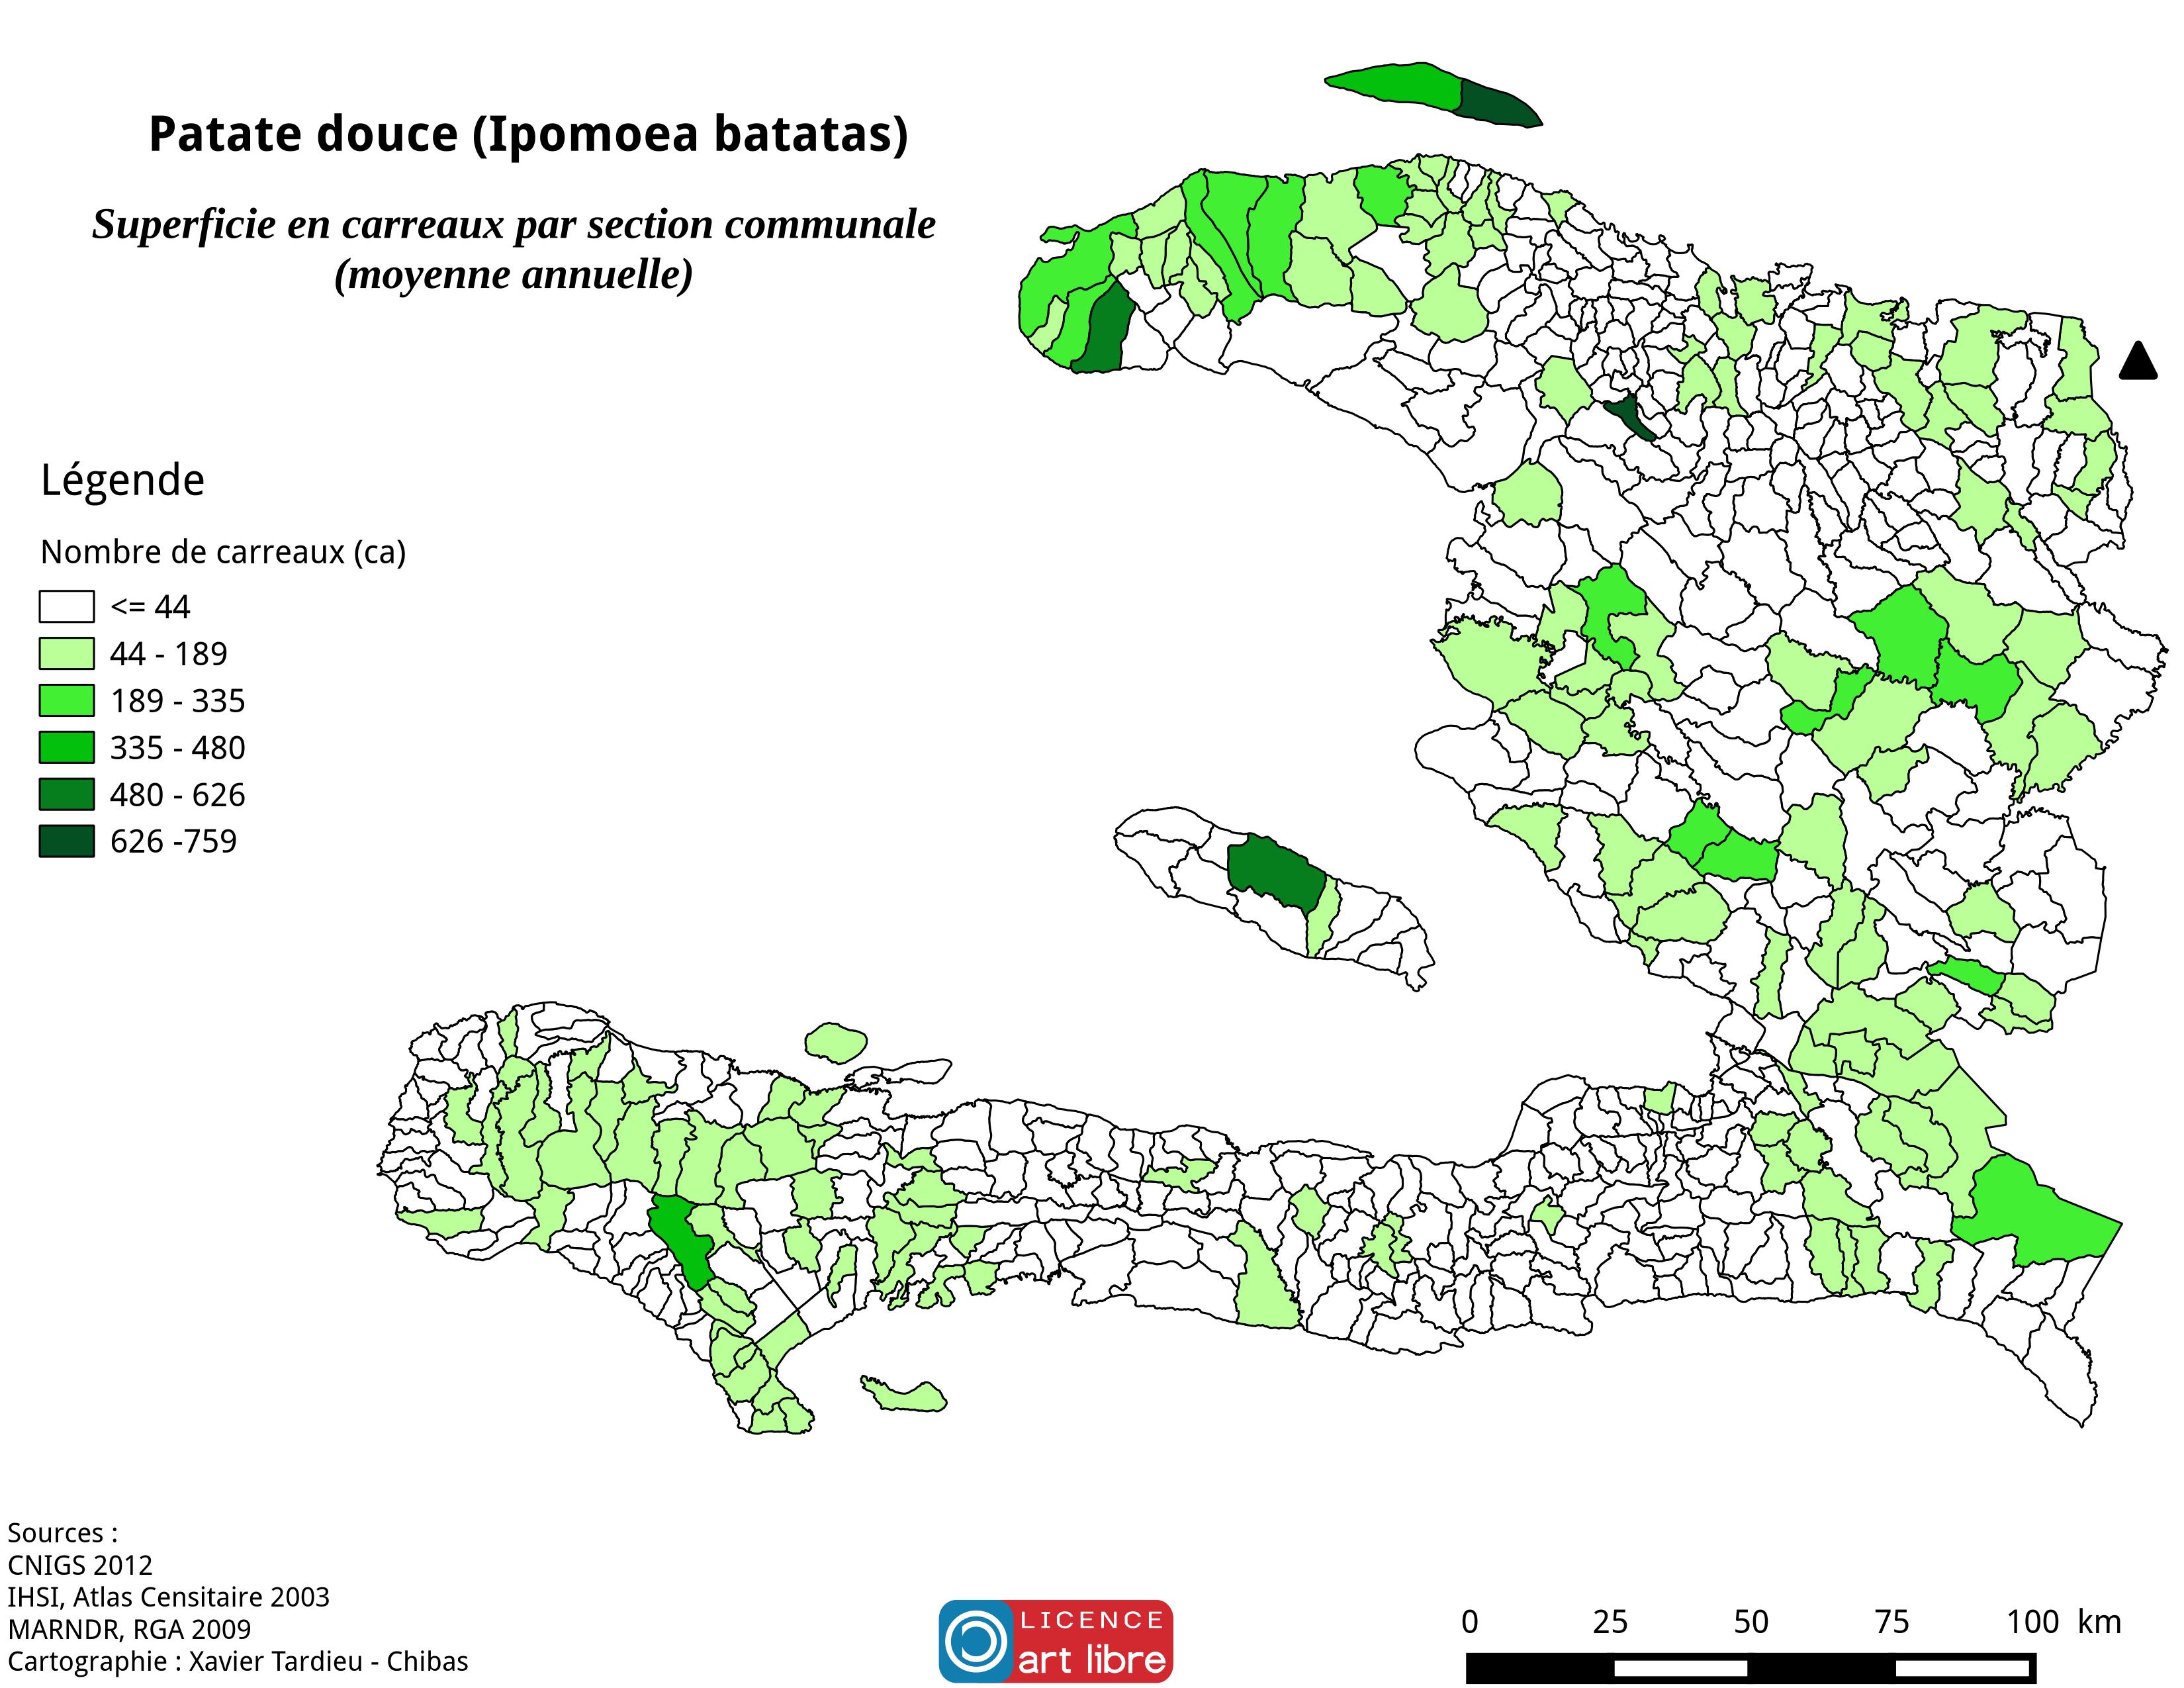 Patate douce (Ipomoea batatas)
Superficie en carreaux par section communale
(moyenne annuelle)
Légende
Nombre de carreaux (ca)
<= 44
44 - 189
189 - 335
335 - 480
480 - 626
626 -759
Sources :
CNIGS 2012
IHSI, Atlas Censitaire 2003
MARNDR, RGA 2009
Cartographie : Xavier Tardieu - Chibas
LICENCE
art libre
0 25 50 75 100 km